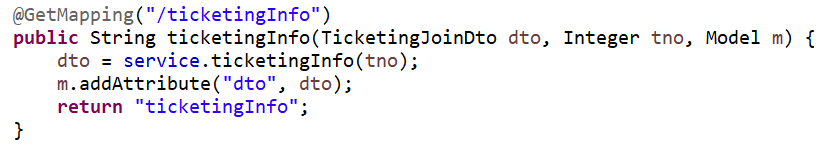 @GetMapping("/ticketingInfo")
public String ticketingInfo(TicketingJoinDto dto, Integer tno, Model m) {
    dto = service.ticketingInfo(tno);
    m.addAttribute("dto", dto);
    return "ticketingInfo";
}